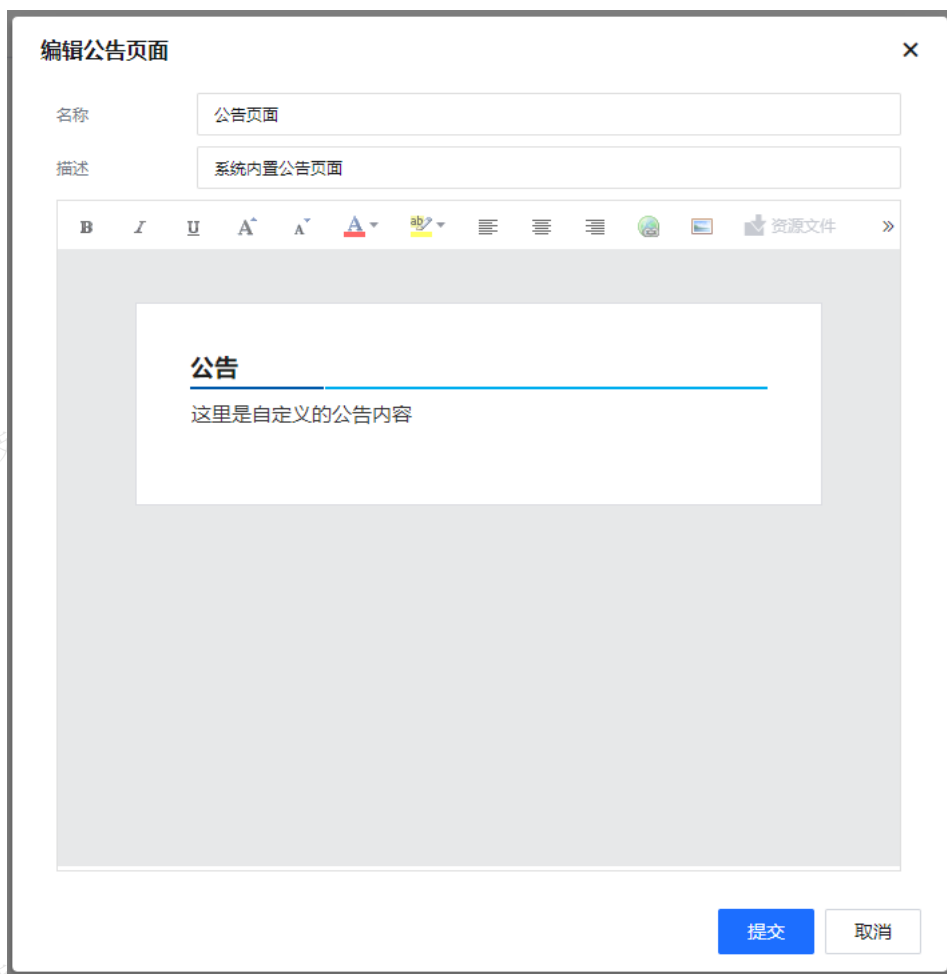 编辑公告页面
名称 公告页面
描述 系统内置公告页面
B I U A A A ab 资源文件 »
公告
这里是自定义的公告内容
提交 取消